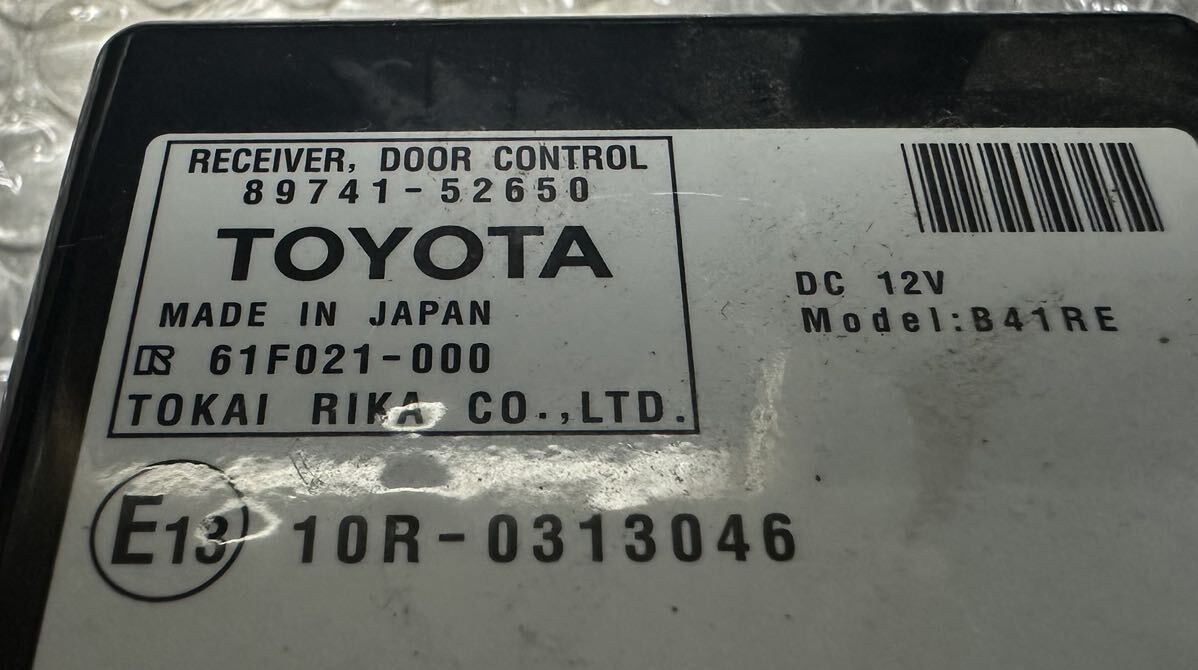 RECEIVER, DOOR CONTROL
89741-52650
TOYOTA
MADE IN JAPAN
61F021-000
TOKAI RIKA CO.,LTD.
DC 12V
Model:B41RE
E13 10R-0313046